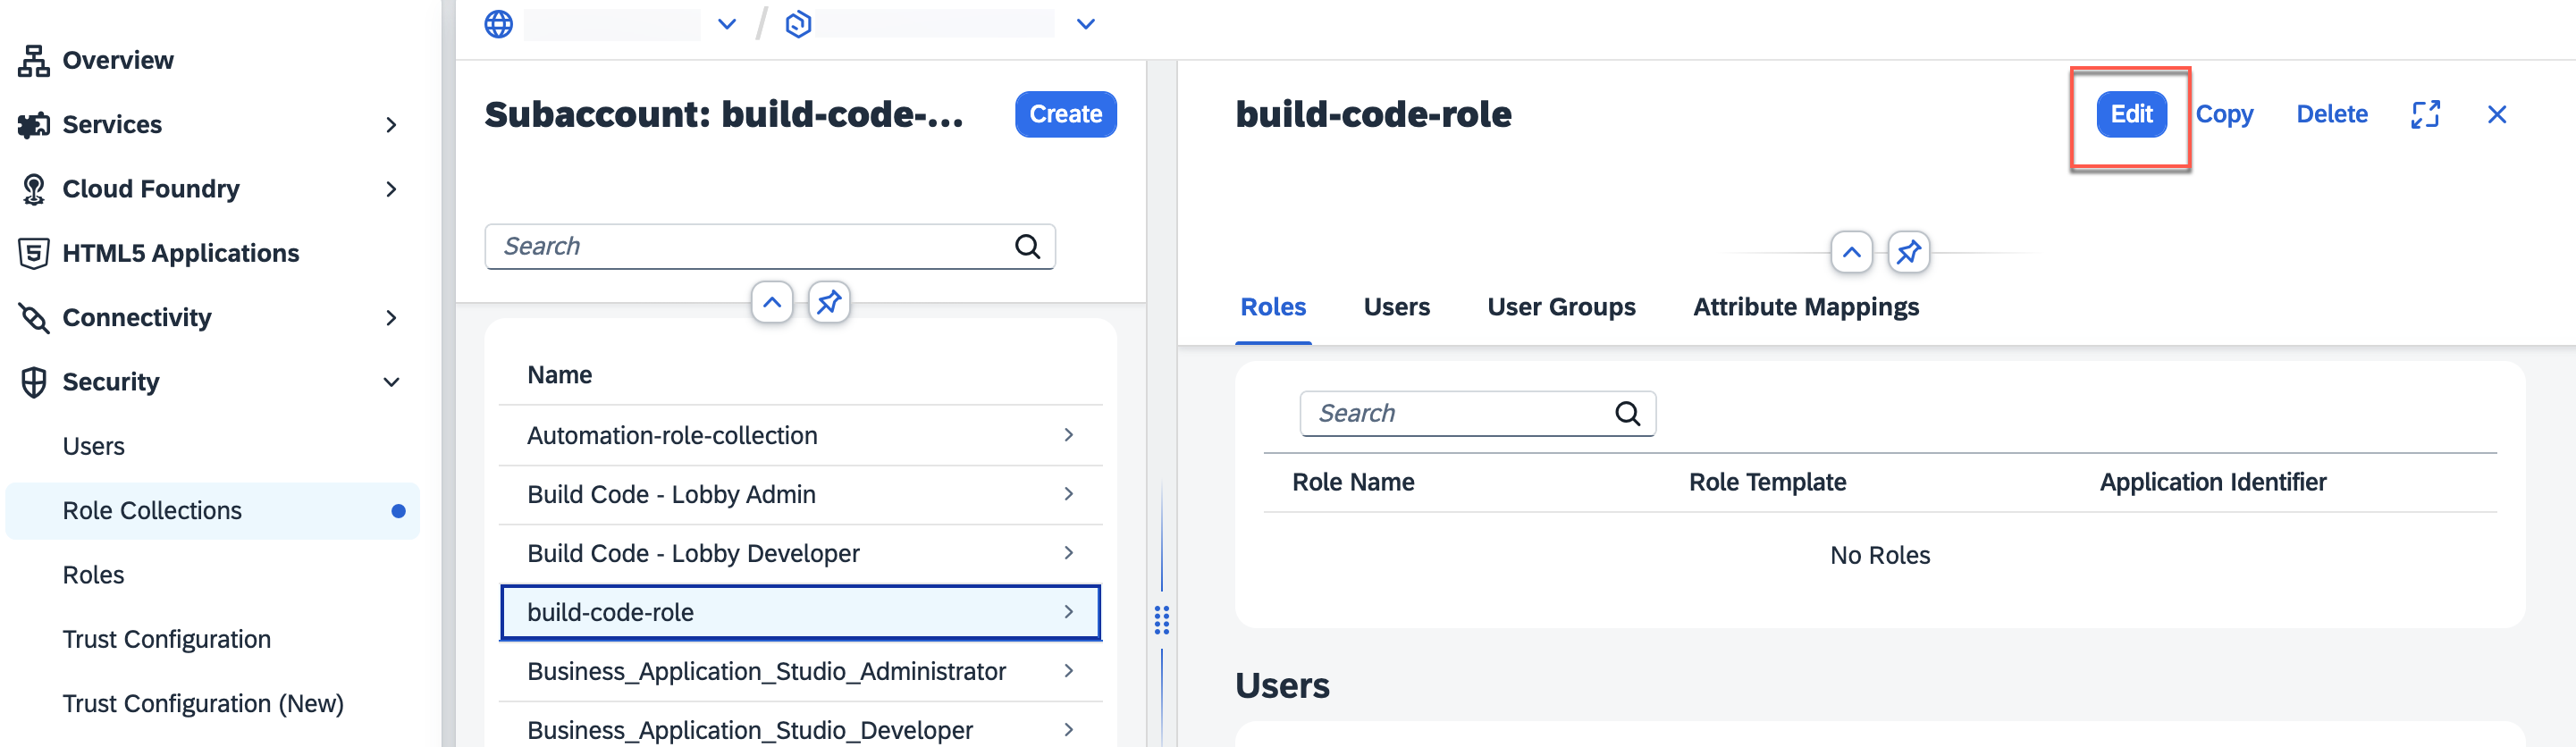 Overview
Services
Cloud Foundry
HTML5 Applications
Connectivity
Security
Users
Role Collections
Roles
Trust Configuration
Trust Configuration (New)
Subaccount: build-code-...
Create
Search
Name
Automation-role-collection
Build Code - Lobby Admin
Build Code - Lobby Developer
build-code-role
Business_Application_Studio_Administrator
Business_Application_Studio_Developer
build-code-role
Edit Copy Delete
Roles Users User Groups Attribute Mappings
Search
Role Name Role Template Application Identifier
No Roles
Users